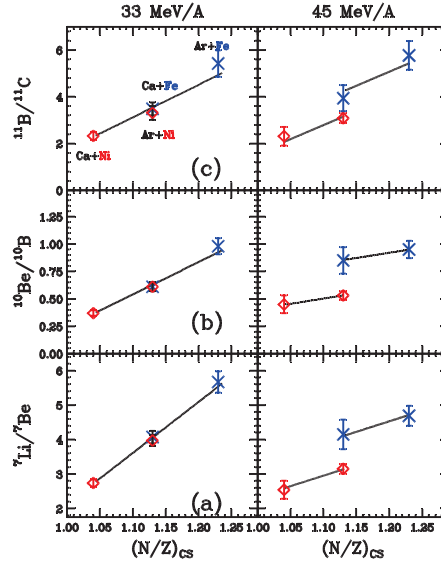 33 MeV/A 45 MeV/A
Ar+Fe
6
Ca+Fe
¹¹B/¹¹C
4
Ar+Ni
2
Ca+Ni
(c)
0
1.25
1.00
¹⁰Be/¹⁰B
0.75
0.50
0.25
(b)
0.00
6
5
⁷Li/⁷Be
4
3
(a)
2
1.00 1.05 1.10 1.15 1.20 1.25 1.05 1.10 1.15 1.20 1.25
(N/Z)CS (N/Z)CS